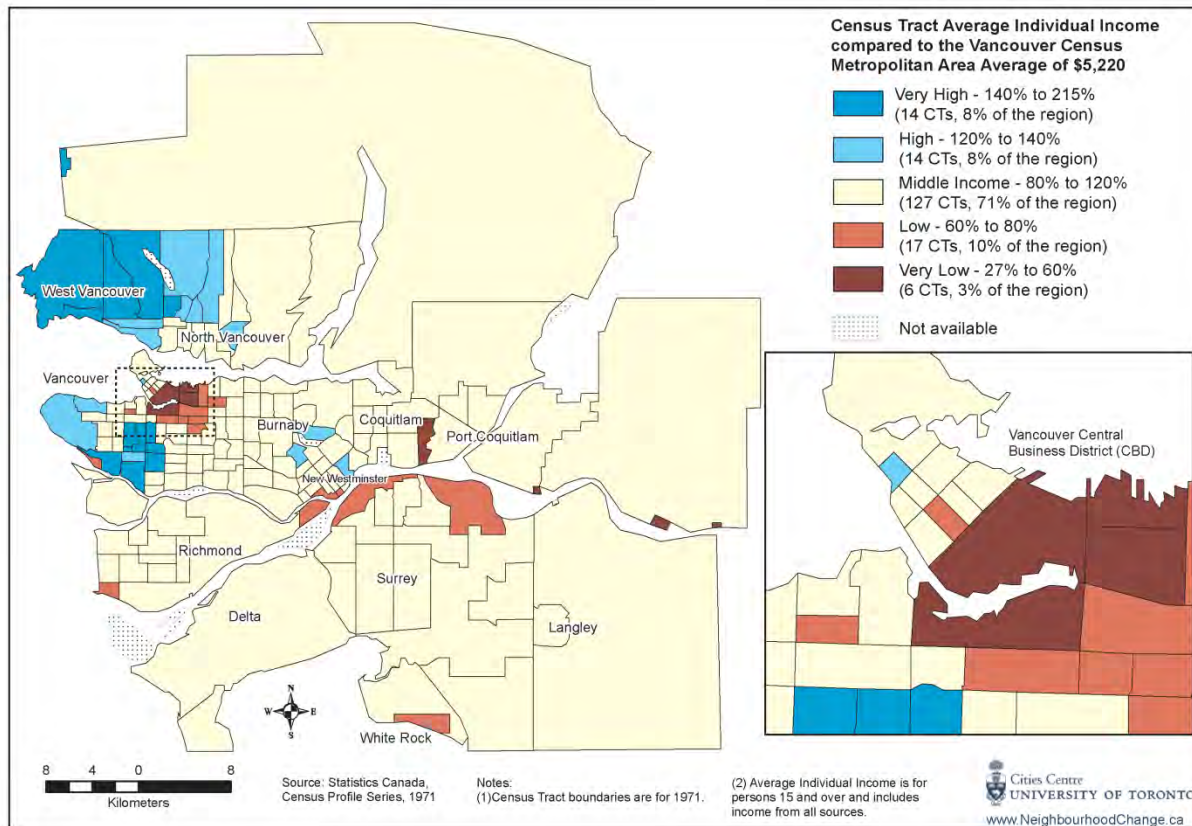 Census Tract Average Individual Income
compared to the Vancouver Census
Metropolitan Area Average of $5,220
Very High - 140% to 215%
(14 CTs, 8% of the region)
High - 120% to 140%
(14 CTs, 8% of the region)
Middle Income - 80% to 120%
(127 CTs, 71% of the region)
Low - 60% to 80%
(17 CTs, 10% of the region)
Very Low - 27% to 60%
(6 CTs, 3% of the region)
Not available
West Vancouver
North Vancouver
Vancouver
Burnaby
Coquitlam
Port Coquitlam
New Westminster
Richmond
Surrey
Delta
Langley
White Rock
Vancouver Central
Business District (CBD)
N
W E
S
8 4 0 8
Kilometers
Source: Statistics Canada,
Census Profile Series, 1971
Notes:
(1)Census Tract boundaries are for 1971.
(2) Average Individual Income is for
persons 15 and over and includes
income from all sources.
Cities Centre
UNIVERSITY OF TORONTO
www.NeighbourhoodChange.ca